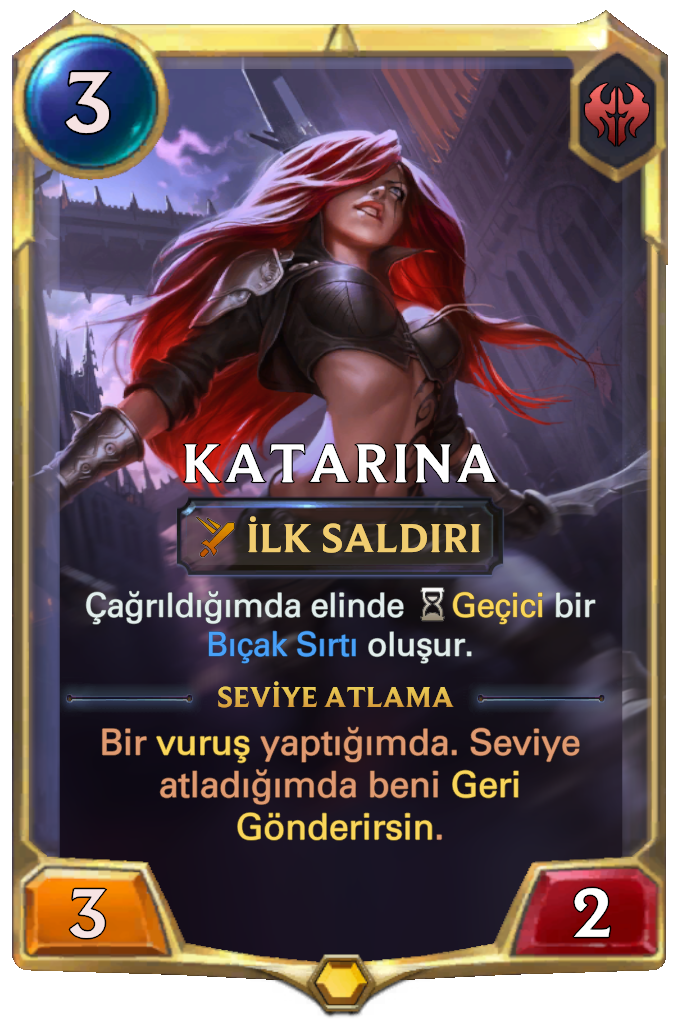 3
KATARINA
İLK SALDIRI
Çağrıldığımda elinde Geçici bir
Bıçak Sırtı oluşur.
SEVİYE ATLAMA
Bir vuruş yaptığımda. Seviye
atladığımda beni Geri
Gönderirsin.
3
2